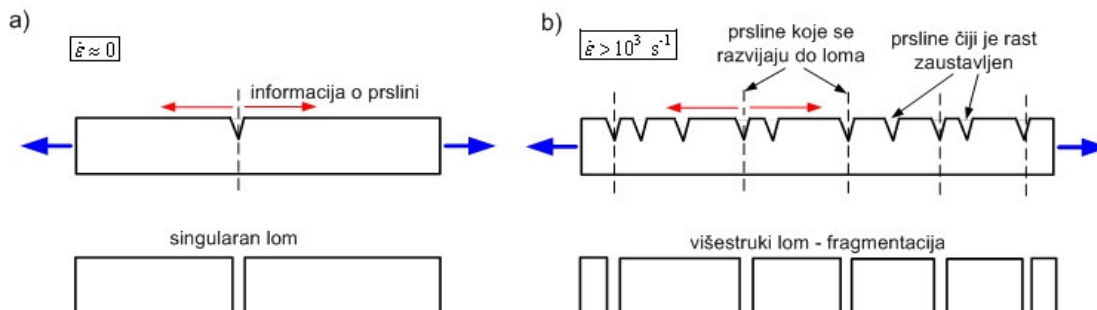 a)
ε̇ ≈ 0
informacija o prslini
singularan lom
b)
ε̇ > 10³ s⁻¹
prsline koje se
razvijaju do loma
prsline čiji je rast
zaustavljen
višestruki lom - fragmentacija